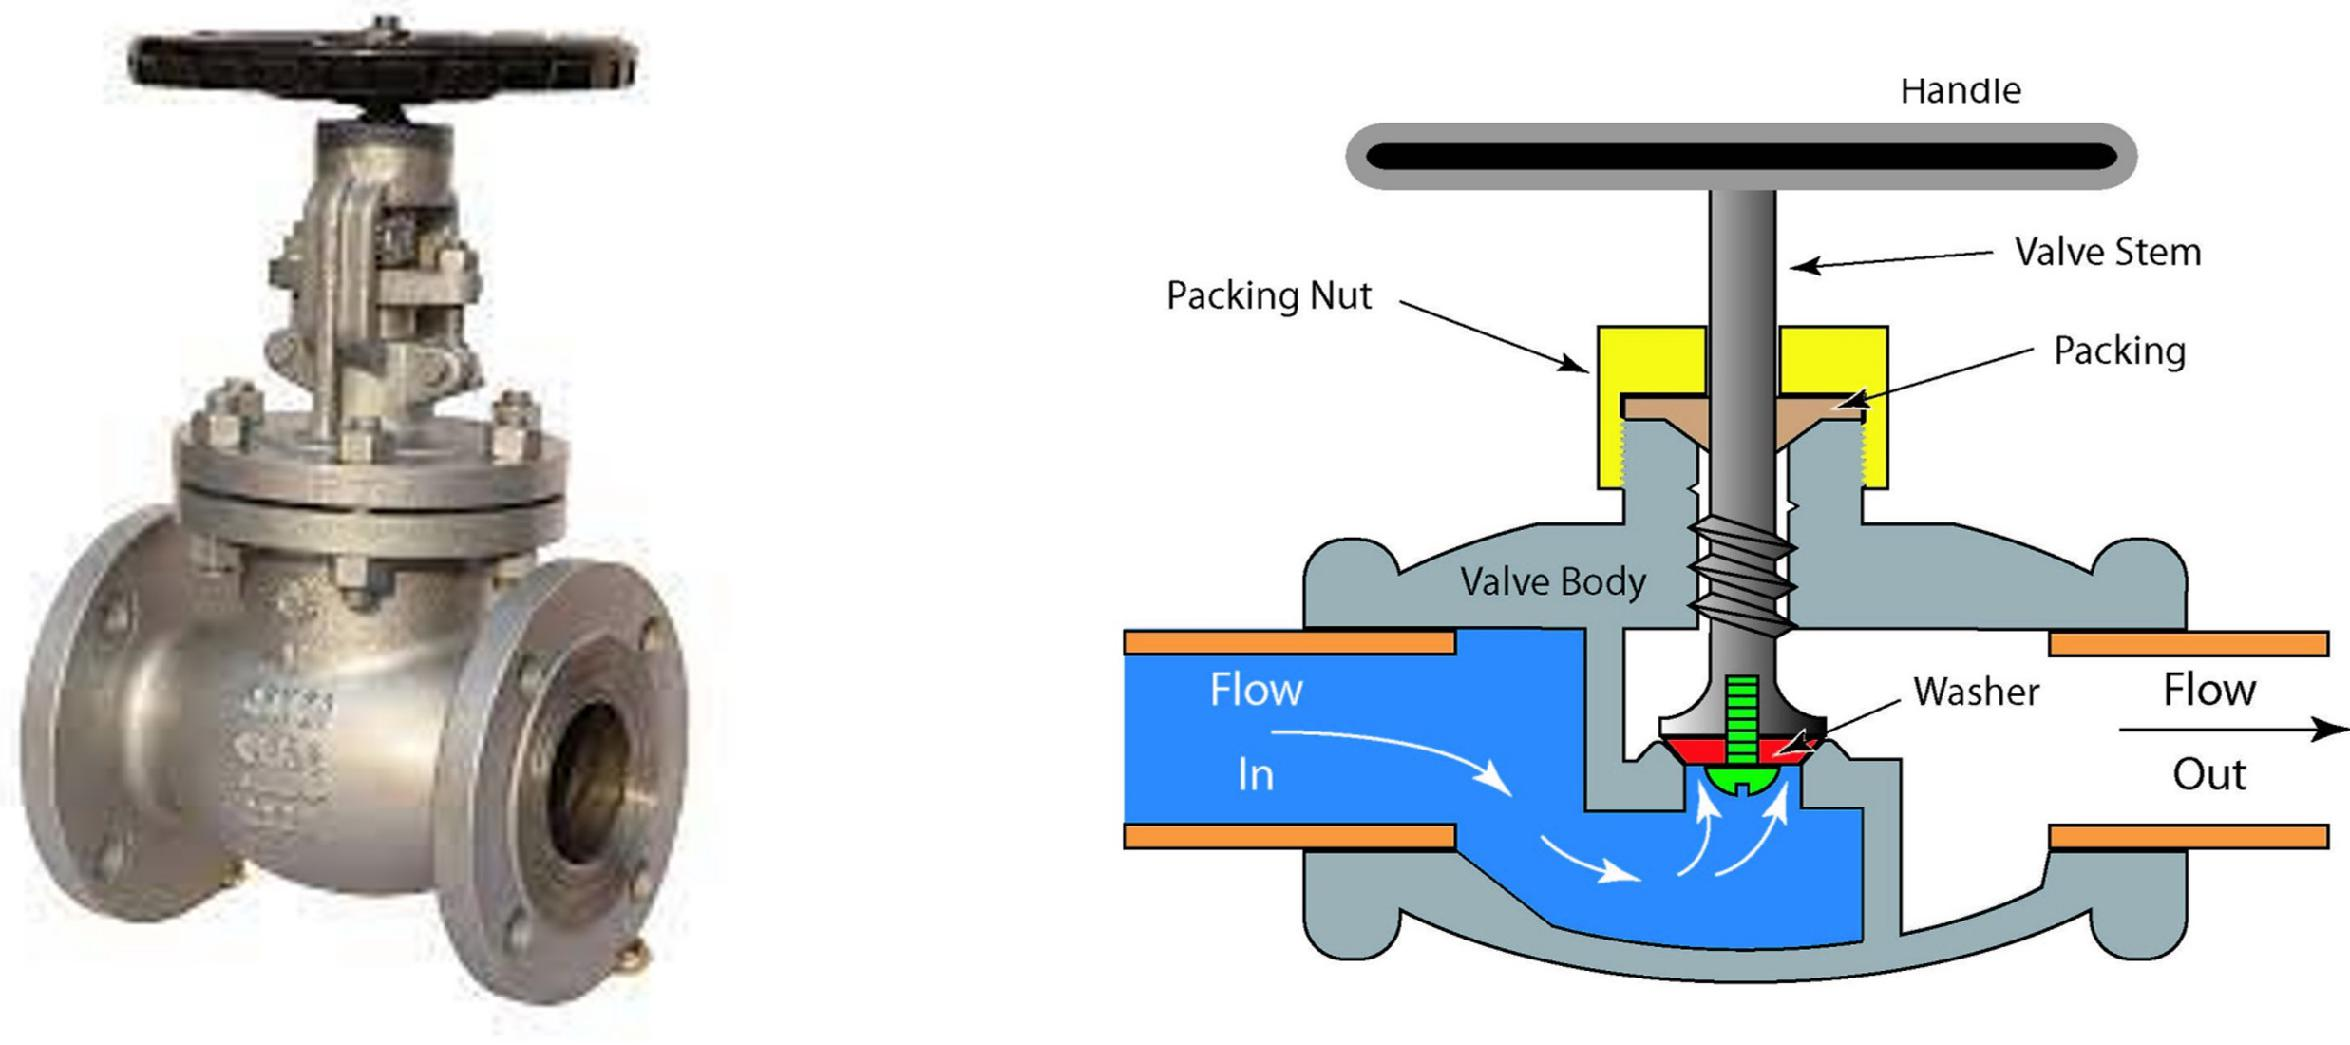 Handle
Valve Stem
Packing Nut
Packing
Valve Body
Flow
In
Washer
Flow
Out